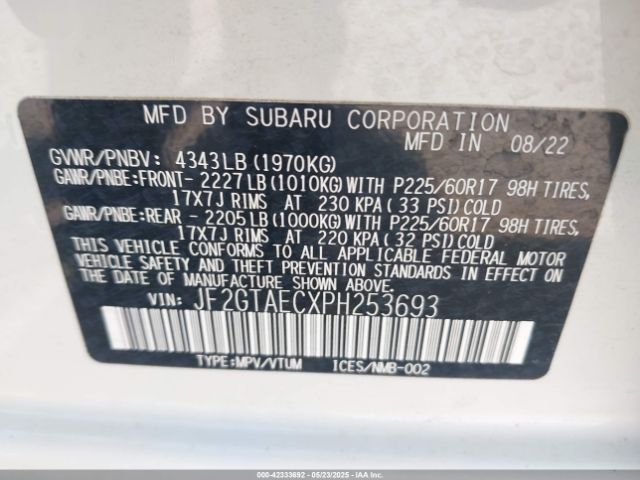 MFD BY SUBARU CORPORATION
MFD IN 08/22
GVWR/PNBV: 4343LB(1970KG)
GAWR/PNBE:FRONT- 2227LB(1010KG)WITH P225/60R17 98H TIRES,
17X7J RIMS AT 230 KPA(33 PSI)COLD
GAWR/PNBE:REAR - 2205LB(1000KG)WITH P225/60R17 98H TIRES,
17X7J RIMS AT 220 KPA(32 PSI)COLD
THIS VEHICLE CONFORMS TO ALL APPLICABLE FEDERAL MOTOR
VEHICLE SAFETY AND THEFT PREVENTION STANDARDS IN EFFECT ON
THE DATE OF MANUFACTURE SHOWN ABOVE.
VIN: JF2GTAECXPH253693
TYPE:MPV/VTUM ICES/NMB-002
000-42333692 - 05/23/2025 - IAAI.COM